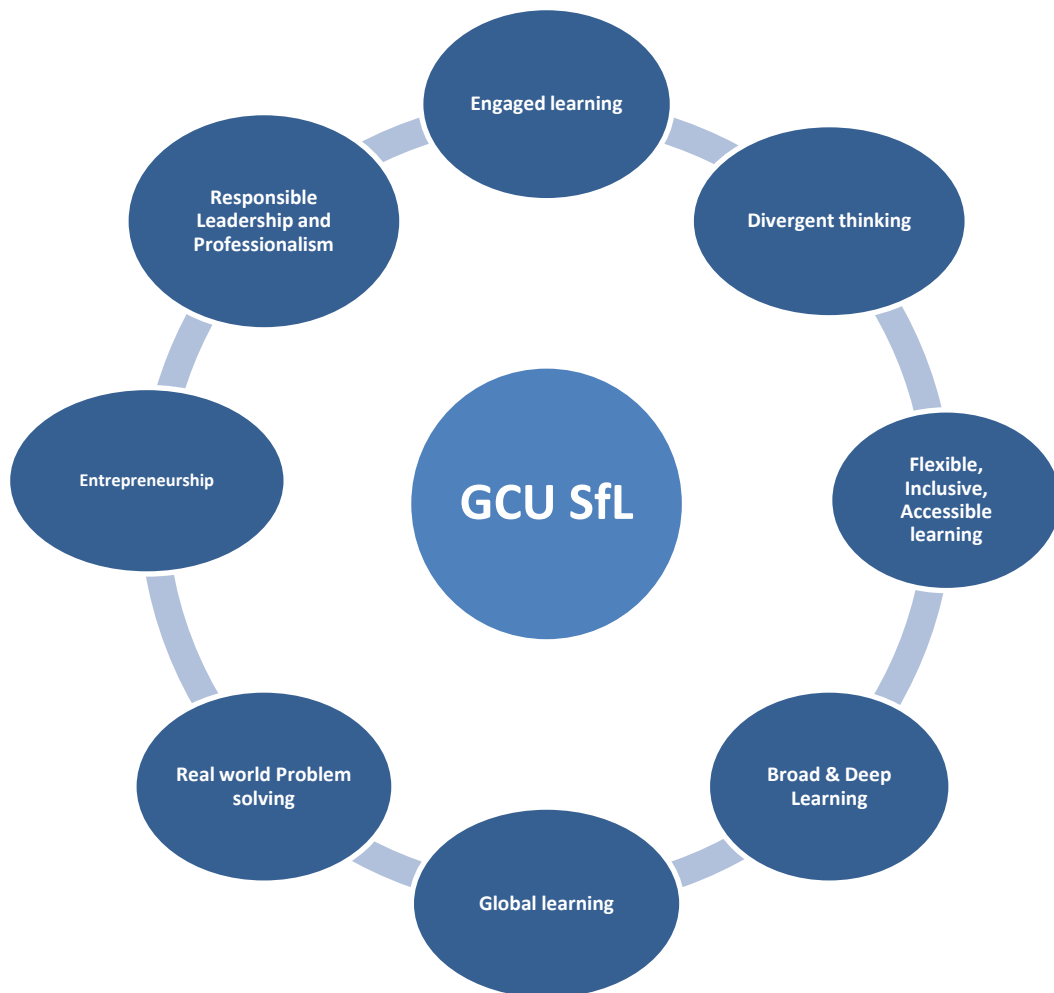 Engaged learning
Divergent thinking
Flexible,
Inclusive,
Accessible
learning
Broad & Deep
Learning
Global learning
Real world Problem
solving
Entrepreneurship
Responsible
Leadership and
Professionalism
GCU SfL